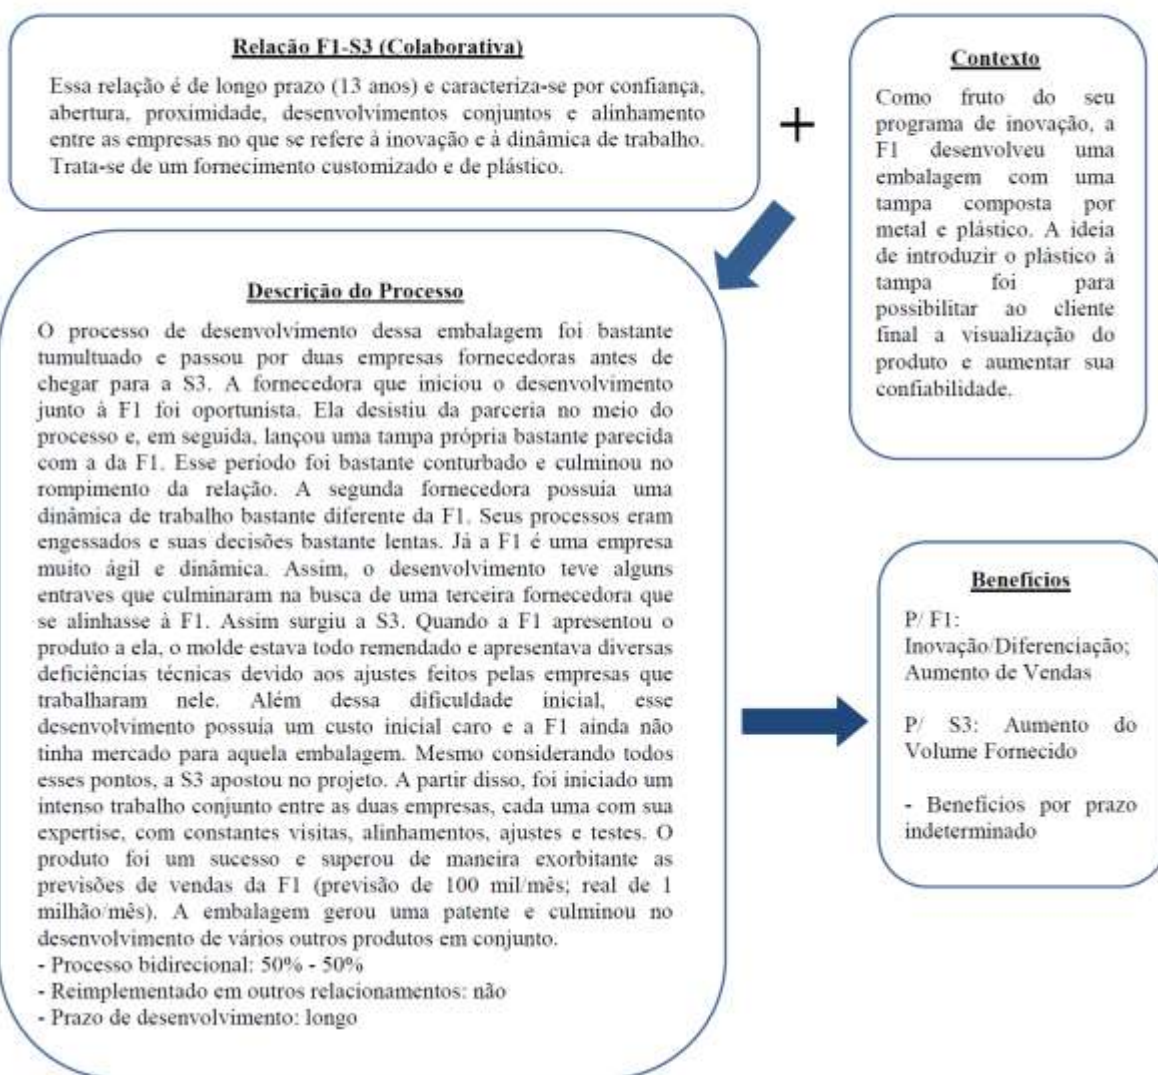 Relação F1-S3 (Colaborativa)
Essa relação é de longo prazo (13 anos) e caracteriza-se por confiança,
abertura, proximidade, desenvolvimentos conjuntos e alinhamento
entre as empresas no que se refere à inovação e à dinâmica de trabalho.
Trata-se de um fornecimento customizado e de plástico.
+
Contexto
Como fruto do seu
programa de inovação, a
F1 desenvolveu uma
embalagem com uma
tampa composta por
metal e plástico. A ideia
de introduzir o plástico à
tampa foi para
possibilitar ao cliente
final a visualização do
produto e aumentar sua
confiabilidade.
Descrição do Processo
O processo de desenvolvimento dessa embalagem foi bastante
tumultuado e passou por duas empresas fornecedoras antes de
chegar para a S3. A fornecedora que iniciou o desenvolvimento
junto à F1 foi oportunista. Ela desistiu da parceria no meio do
processo e, em seguida, lançou uma tampa própria bastante parecida
com a da F1. Esse período foi bastante conturbado e culminou no
rompimento da relação. A segunda fornecedora possuía uma
dinâmica de trabalho bastante diferente da F1. Seus processos eram
engessados e suas decisões bastante lentas. Já a F1 é uma empresa
muito ágil e dinâmica. Assim, o desenvolvimento teve alguns
entraves que culminaram na busca de uma terceira fornecedora que
se alinhasse à F1. Assim surgiu a S3. Quando a F1 apresentou o
produto a ela, o molde estava todo remendado e apresentava diversas
deficiências técnicas devido aos ajustes feitos pelas empresas que
trabalharam nele. Além dessa dificuldade inicial, esse
desenvolvimento possuía um custo inicial caro e a F1 ainda não
tinha mercado para aquela embalagem. Mesmo considerando todos
esses pontos, a S3 apostou no projeto. A partir disso, foi iniciado um
intenso trabalho conjunto entre as duas empresas, cada uma com sua
expertise, com constantes visitas, alinhamentos, ajustes e testes. O
produto foi um sucesso e superou de maneira exorbitante as
previsões de vendas da F1 (previsão de 100 mil/mês; real de 1
milhão/mês). A embalagem gerou uma patente e culminou no
desenvolvimento de vários outros produtos em conjunto.
- Processo bidirecional: 50% - 50%
- Reimplementado em outros relacionamentos: não
- Prazo de desenvolvimento: longo
Benefícios
P/ F1:
Inovação/Diferenciação;
Aumento de Vendas
P/ S3: Aumento do
Volume Fornecido
- Benefícios por prazo
indeterminado